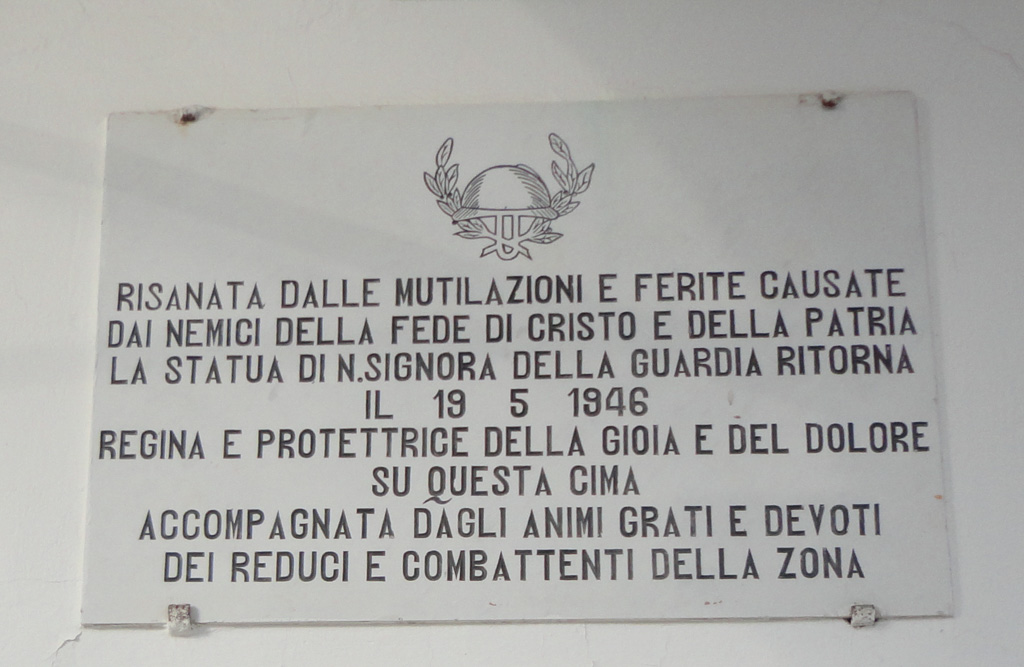 RISANATA DALLE MUTILAZIONI E FERITE CAUSATE
DAI NEMICI DELLA FEDE DI CRISTO E DELLA PATRIA
LA STATUA DI N.SIGNORA DELLA GUARDIA RITORNA
IL 19 5 1946
REGINA E PROTETTRICE DELLA GIOIA E DEL DOLORE
SU QUESTA CIMA
ACCOMPAGNATA DAGLI ANIMI GRATI E DEVOTI
DEI REDUCI E COMBATTENTI DELLA ZONA